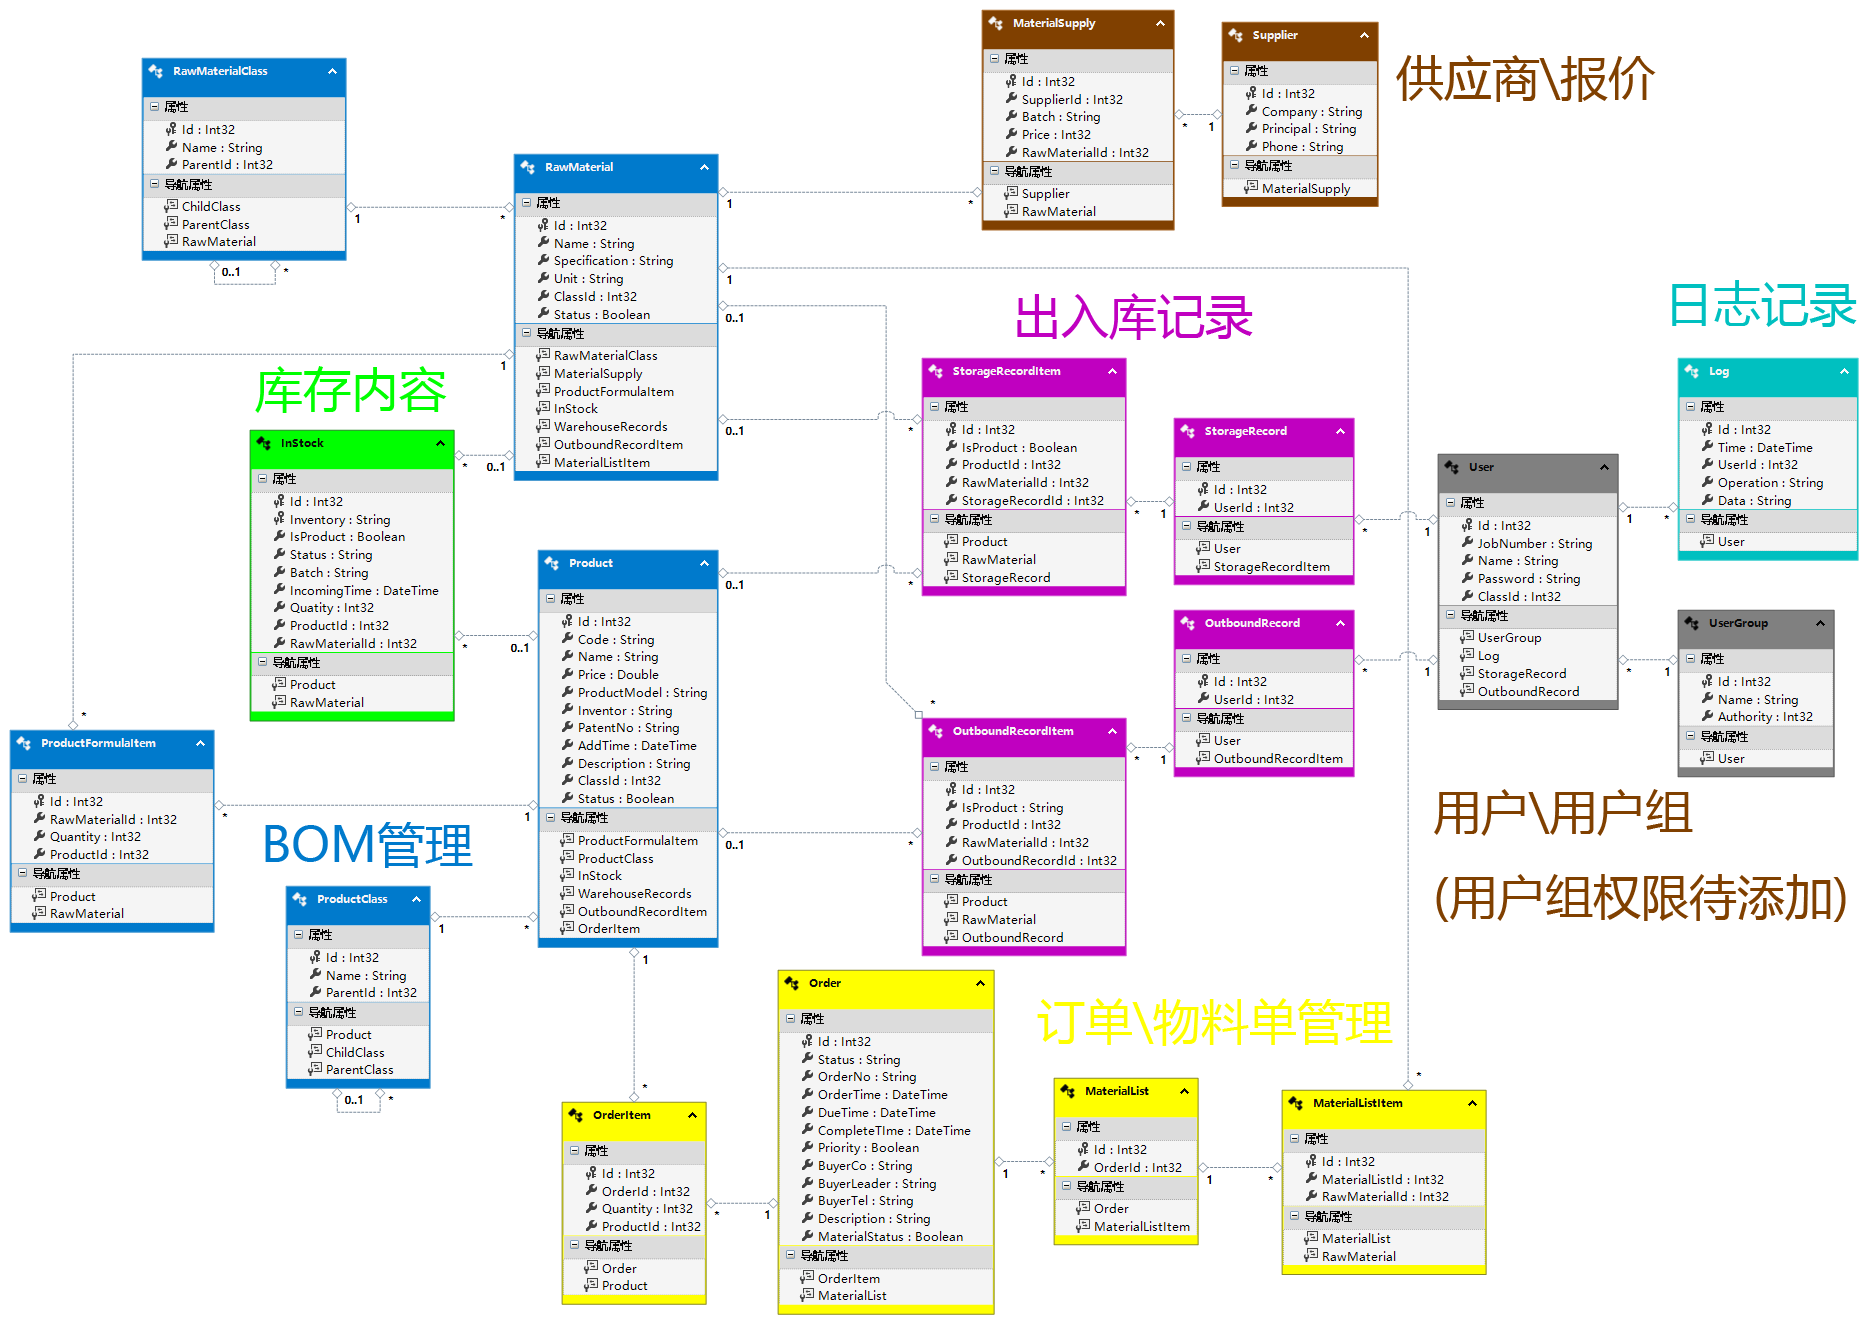 RawMaterialClass
属性
Id : Int32
Name : String
ParentId : Int32
导航属性
ChildClass
ParentClass
RawMaterial
0..1
*
1
*
RawMaterial
属性
Id : Int32
Name : String
Specification : String
Unit : String
ClassId : Int32
Status : Boolean
导航属性
RawMaterialClass
MaterialSupply
ProductFormulaItem
InStock
WarehouseRecords
OutboundRecordItem
MaterialListItem
1
*
MaterialSupply
属性
Id : Int32
SupplierId : Int32
Batch : String
Price : Int32
RawMaterialId : Int32
导航属性
Supplier
RawMaterial
*
1
Supplier
属性
Id : Int32
Company : String
Principal : String
Phone : String
导航属性
MaterialSupply
供应商\报价
1
0..1
0..1
*
1
*
0..1
库存内容
InStock
属性
Id : Int32
Inventory : String
IsProduct : Boolean
Status : String
Batch : String
IncomingTime : DateTime
Quatity : Int32
ProductId : Int32
RawMaterialId : Int32
导航属性
Product
RawMaterial
*
0..1
出入库记录
StorageRecordItem
属性
Id : Int32
IsProduct : Boolean
ProductId : Int32
RawMaterialId : Int32
StorageRecordId : Int32
导航属性
Product
RawMaterial
StorageRecord
*
1
StorageRecord
属性
Id : Int32
UserId : Int32
导航属性
User
StorageRecordItem
*
1
User
属性
Id : Int32
JobNumber : String
Name : String
Password : String
ClassId : Int32
导航属性
UserGroup
Log
StorageRecord
OutboundRecord
1
*
日志记录
Log
属性
Id : Int32
Time : DateTime
UserId : Int32
Operation : String
Data : String
导航属性
User
*
1
UserGroup
属性
Id : Int32
Name : String
Authority : Int32
导航属性
User
用户\用户组
(用户组权限待添加)
Product
属性
Id : Int32
Code : String
Name : String
Price : Double
ProductModel : String
Inventor : String
PatentNo : String
AddTime : DateTime
Description : String
ClassId : Int32
Status : Boolean
导航属性
ProductFormulaItem
ProductClass
InStock
WarehouseRecords
OutboundRecordItem
OrderItem
0..1
*
0..1
*
*
OutboundRecordItem
属性
Id : Int32
IsProduct : String
ProductId : Int32
RawMaterialId : Int32
OutboundRecordId : Int32
导航属性
Product
RawMaterial
OutboundRecord
*
1
OutboundRecord
属性
Id : Int32
UserId : Int32
导航属性
User
OutboundRecordItem
*
1
*
ProductFormulaItem
属性
Id : Int32
RawMaterialId : Int32
Quantity : Int32
ProductId : Int32
导航属性
Product
RawMaterial
*
1
BOM管理
ProductClass
属性
Id : Int32
Name : String
ParentId : Int32
导航属性
Product
ChildClass
ParentClass
0..1
*
1
*
1
*
OrderItem
属性
Id : Int32
OrderId : Int32
Quantity : Int32
ProductId : Int32
导航属性
Order
Product
*
1
Order
属性
Id : Int32
Status : String
OrderNo : String
OrderTime : DateTime
DueTime : DateTime
CompleteTIme : DateTime
Priority : Boolean
BuyerCo : String
BuyerLeader : String
BuyerTel : String
Description : String
MaterialStatus : Boolean
导航属性
OrderItem
MaterialList
1
*
订单\物料单管理
MaterialList
属性
Id : Int32
OrderId : Int32
导航属性
Order
MaterialListItem
1
*
*
MaterialListItem
属性
Id : Int32
MaterialListId : Int32
RawMaterialId : Int32
导航属性
MaterialList
RawMaterial